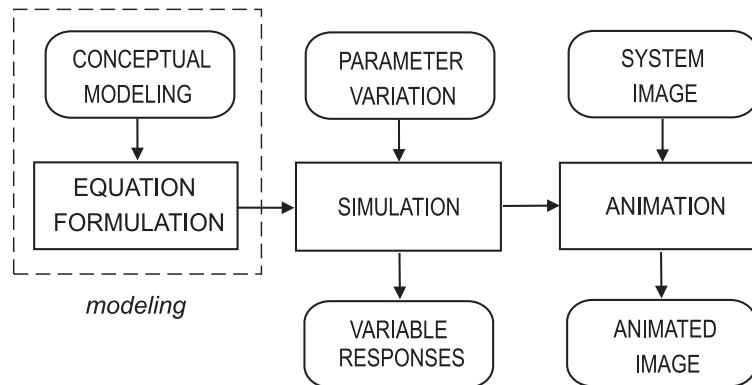 CONCEPTUAL
MODELING
PARAMETER
VARIATION
SYSTEM
IMAGE
EQUATION
FORMULATION
SIMULATION
ANIMATION
modeling
VARIABLE
RESPONSES
ANIMATED
IMAGE